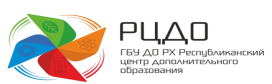 РЦДО
ГБУ ДО РХ Республиканский
центр дополнительного
образования